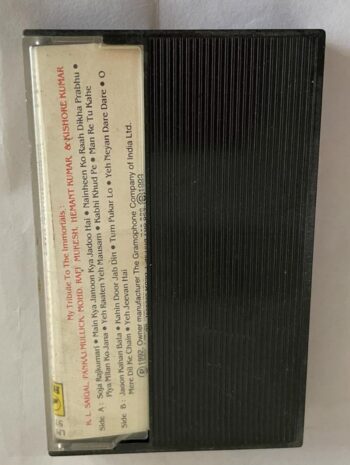 My Tribute To The Immortals :
K. L. SAIGAL, PANKAJ MULLICK, MOHD. RAFI, MUKESH, HEMANT KUMAR, & KISHORE KUMAR
Side A : Soja Rajkumari • Main Kya Janoon Kya Jadoo Hai • Nainheen Ko Raah Dikha Prabhu •
Piya Milan Ko Jana • Yeh Raaten Yeh Mausam • Kabhi Khud Pe • Man Re Tu Kahe
Side B : Jaoon Kahan Bata • Kahin Door Jab Din • Tum Pukar Lo • Yeh Nayan Dare Dare • O
Mere Dil Ke Chain • Yeh Jeevan Hai
Ⓟ 1992. Owner manufacturer The Gramophone Company of India Ltd.
Ⓒ 1992